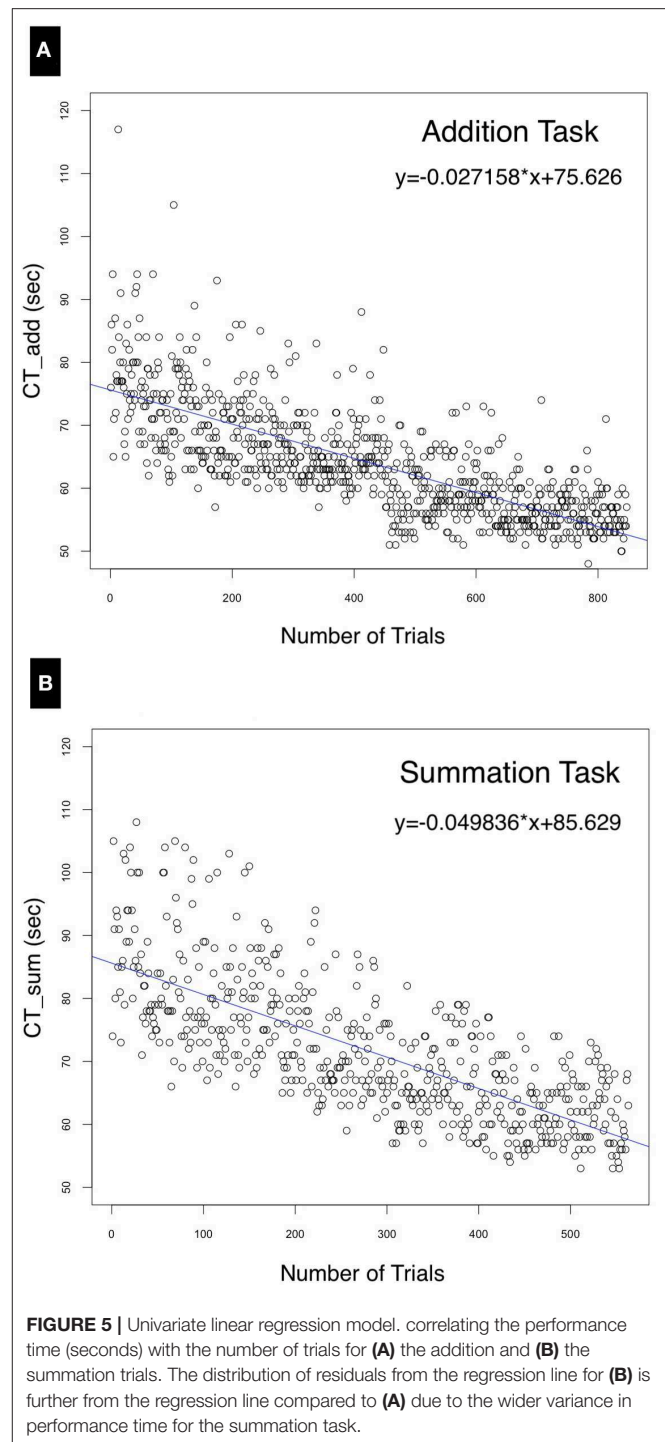 A
Addition Task
y=-0.027158*x+75.626
CT_add (sec)
120
110
100
90
80
70
60
50
0 200 400 600 800
Number of Trials
B
Summation Task
y=-0.049836*x+85.629
CT_sum (sec)
120
110
100
90
80
70
60
50
0 100 200 300 400 500
Number of Trials
FIGURE 5 | Univariate linear regression model. correlating the performance
time (seconds) with the number of trials for (A) the addition and (B) the
summation trials. The distribution of residuals from the regression line for (B) is
further from the regression line compared to (A) due to the wider variance in
performance time for the summation task.